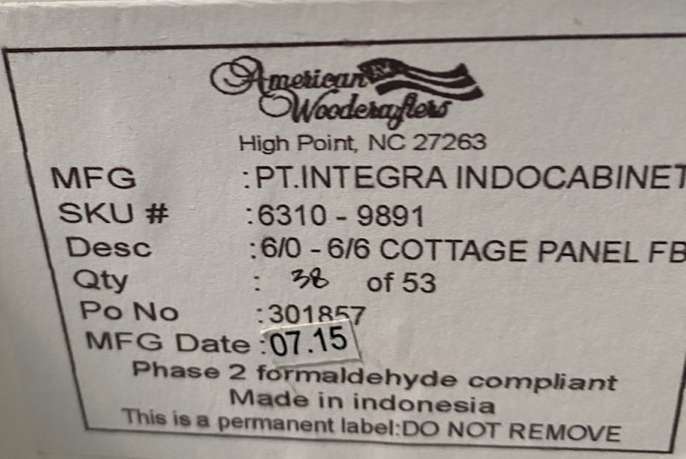 American
Woodcrafters
High Point, NC 27263
MFG :PT.INTEGRA INDOCABINET
SKU # :6310 - 9891
Desc :6/0 - 6/6 COTTAGE PANEL FB
Qty : 38 of 53
Po No :301857
MFG Date :07.15
Phase 2 formaldehyde compliant
Made in indonesia
This is a permanent label:DO NOT REMOVE